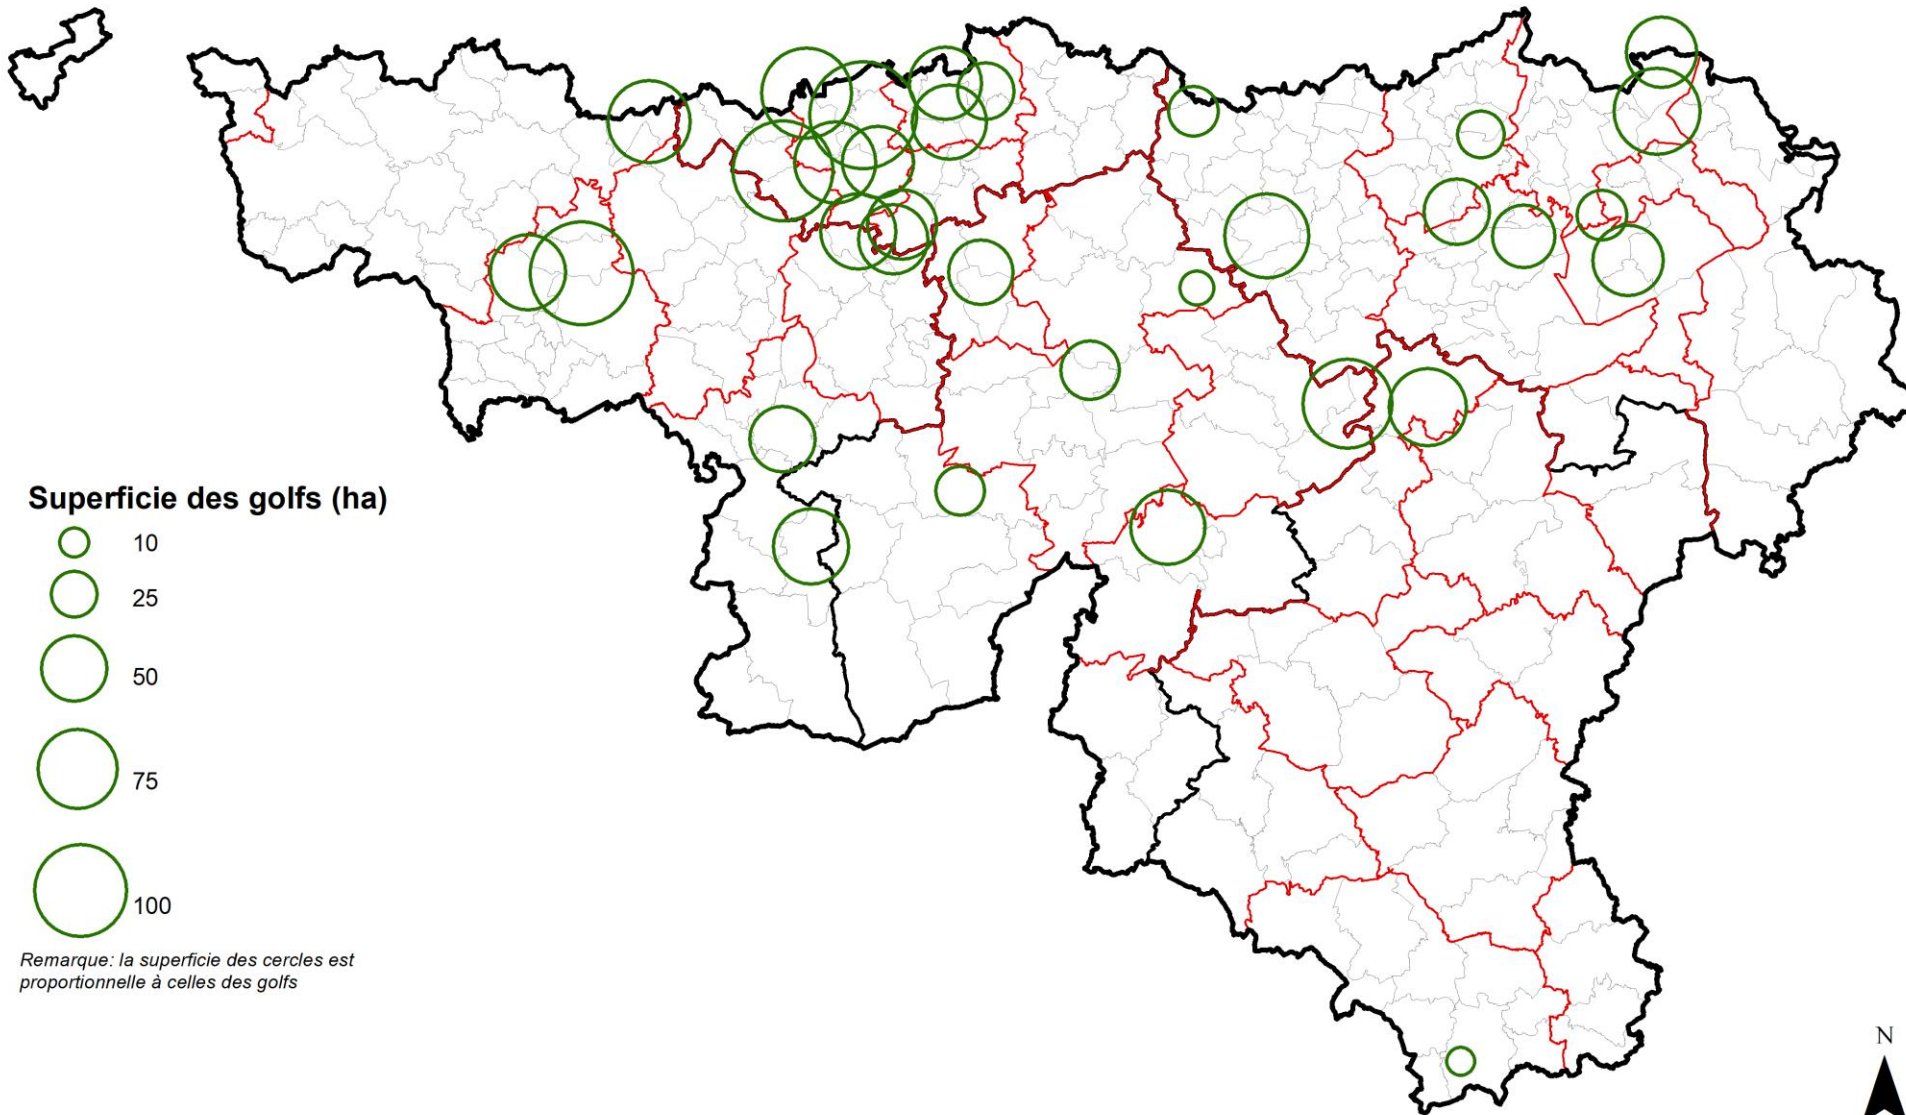 Superficie des golfs (ha)
10
25
50
75
100
Remarque: la superficie des cercles est
proportionnelle à celles des golfs
N